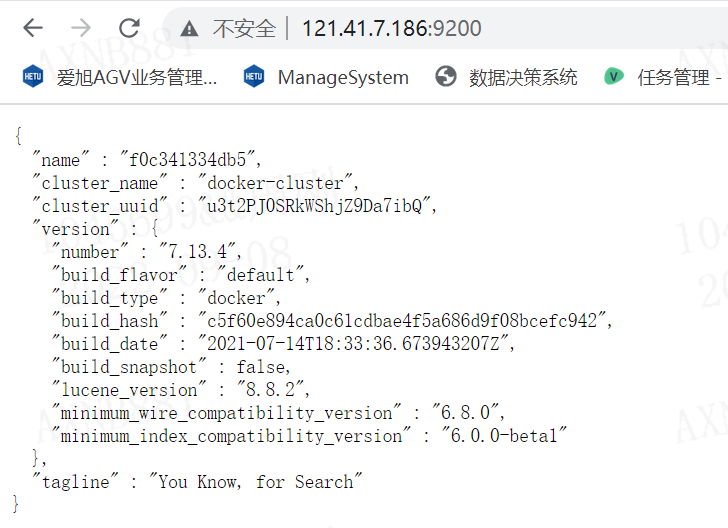 不安全 | 121.41.7.186:9200
HETU 爱旭AGV业务管理... HETU ManageSystem 数据决策系统 V 任务管理 -
{
"name" : "f0c341334db5",
"cluster_name" : "docker-cluster",
"cluster_uuid" : "u3t2PJ0SRkWShjZ9Da7ibQ",
"version" : {
"number" : "7.13.4",
"build_flavor" : "default",
"build_type" : "docker",
"build_hash" : "c5f60e894ca0c61cdbae4f5a686d9f08bcefc942",
"build_date" : "2021-07-14T18:33:36.673943207Z",
"build_snapshot" : false,
"lucene_version" : "8.8.2",
"minimum_wire_compatibility_version" : "6.8.0",
"minimum_index_compatibility_version" : "6.0.0-beta1"
},
"tagline" : "You Know, for Search"
}